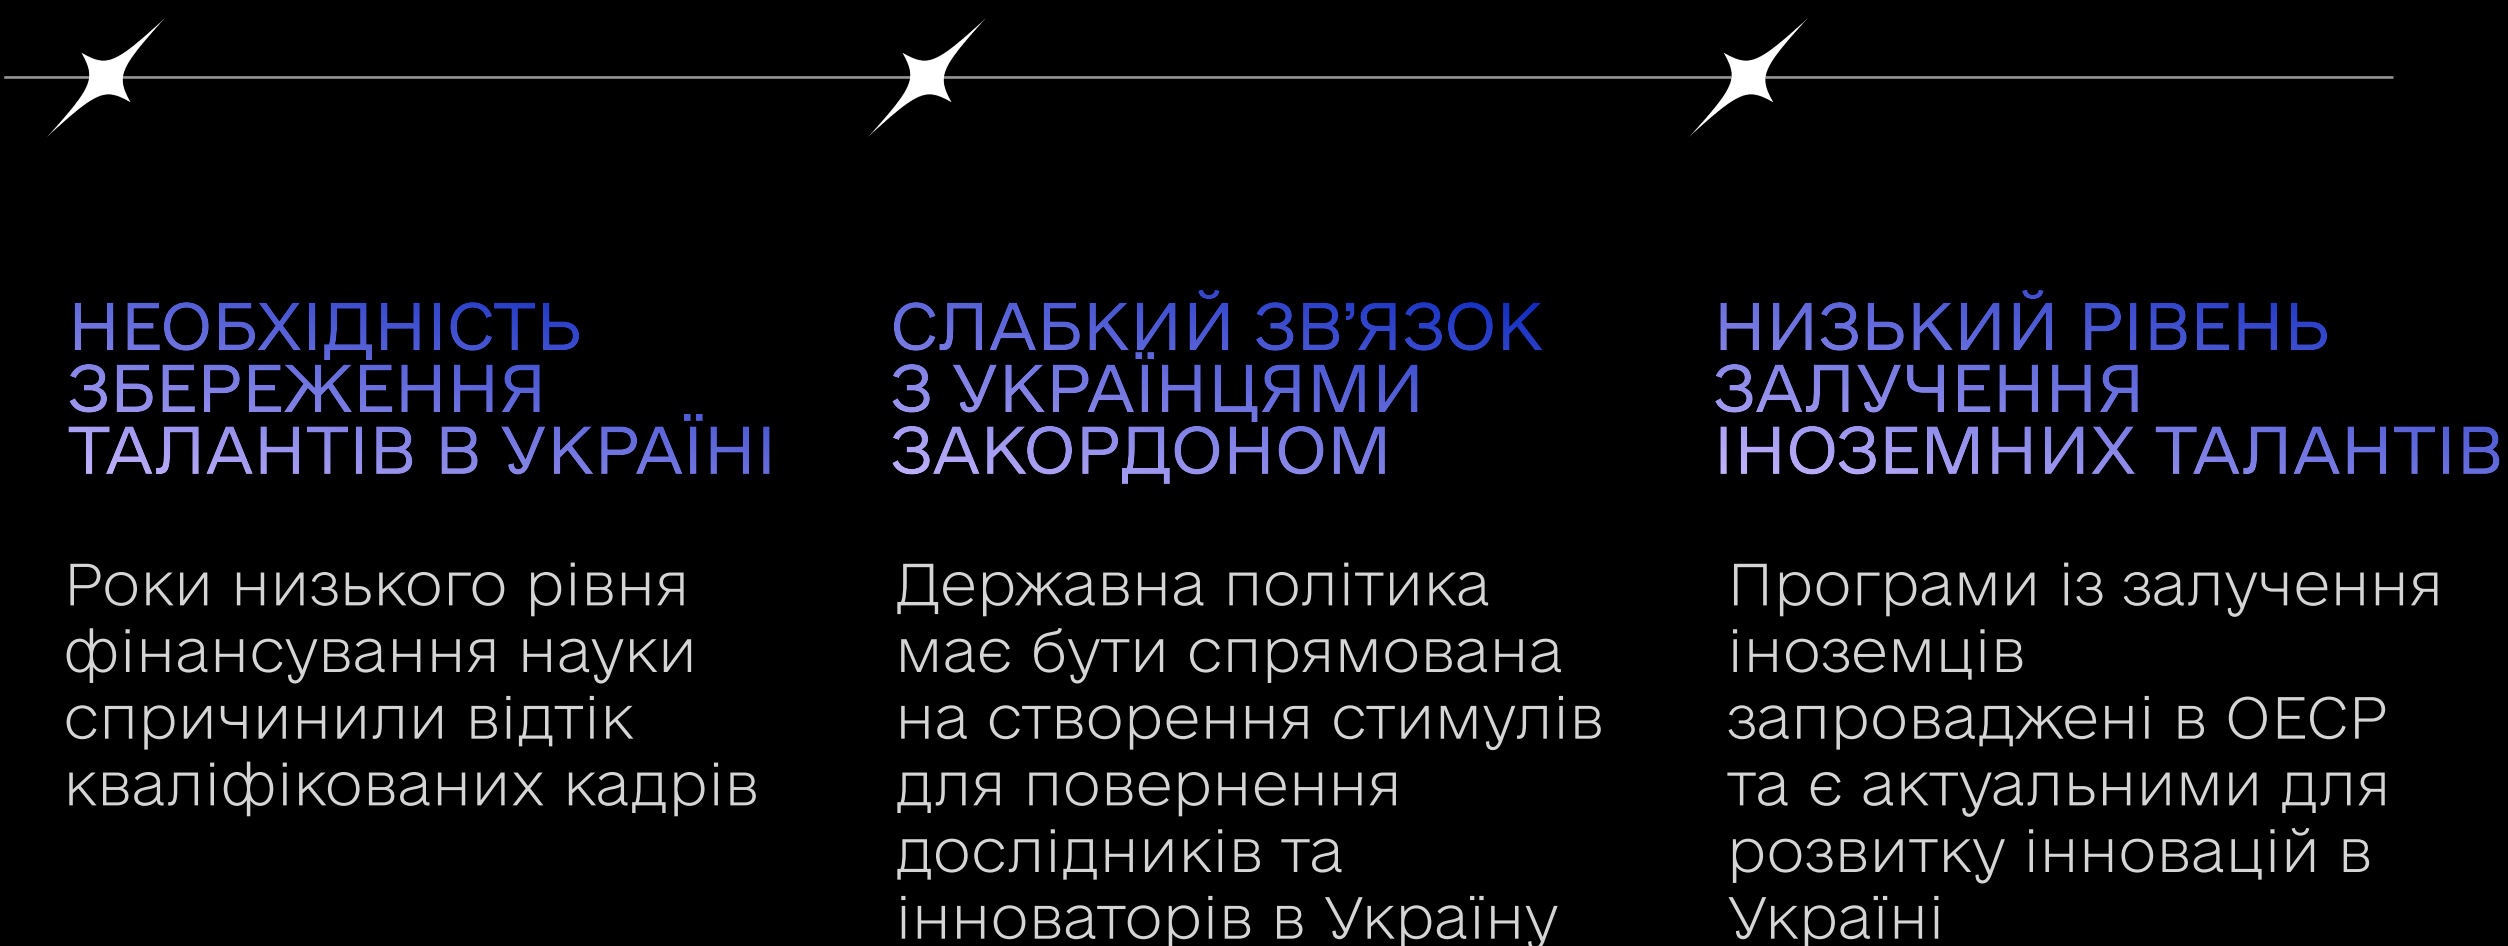 НЕОБХІДНІСТЬ
ЗБЕРЕЖЕННЯ
ТАЛАНТІВ В УКРАЇНІ
Роки низького рівня
фінансування науки
спричинили відтік
кваліфікованих кадрів
СЛАБКИЙ ЗВ’ЯЗОК
З УКРАЇНЦЯМИ
ЗАКОРДОНОМ
Державна політика
має бути спрямована
на створення стимулів
для повернення
дослідників та
інноваторів в Україну
НИЗЬКИЙ РІВЕНЬ
ЗАЛУЧЕННЯ
ІНОЗЕМНИХ ТАЛАНТІВ
Програми із залучення
іноземців
запроваджені в ОЕСР
та є актуальними для
розвитку інновацій в
Україні